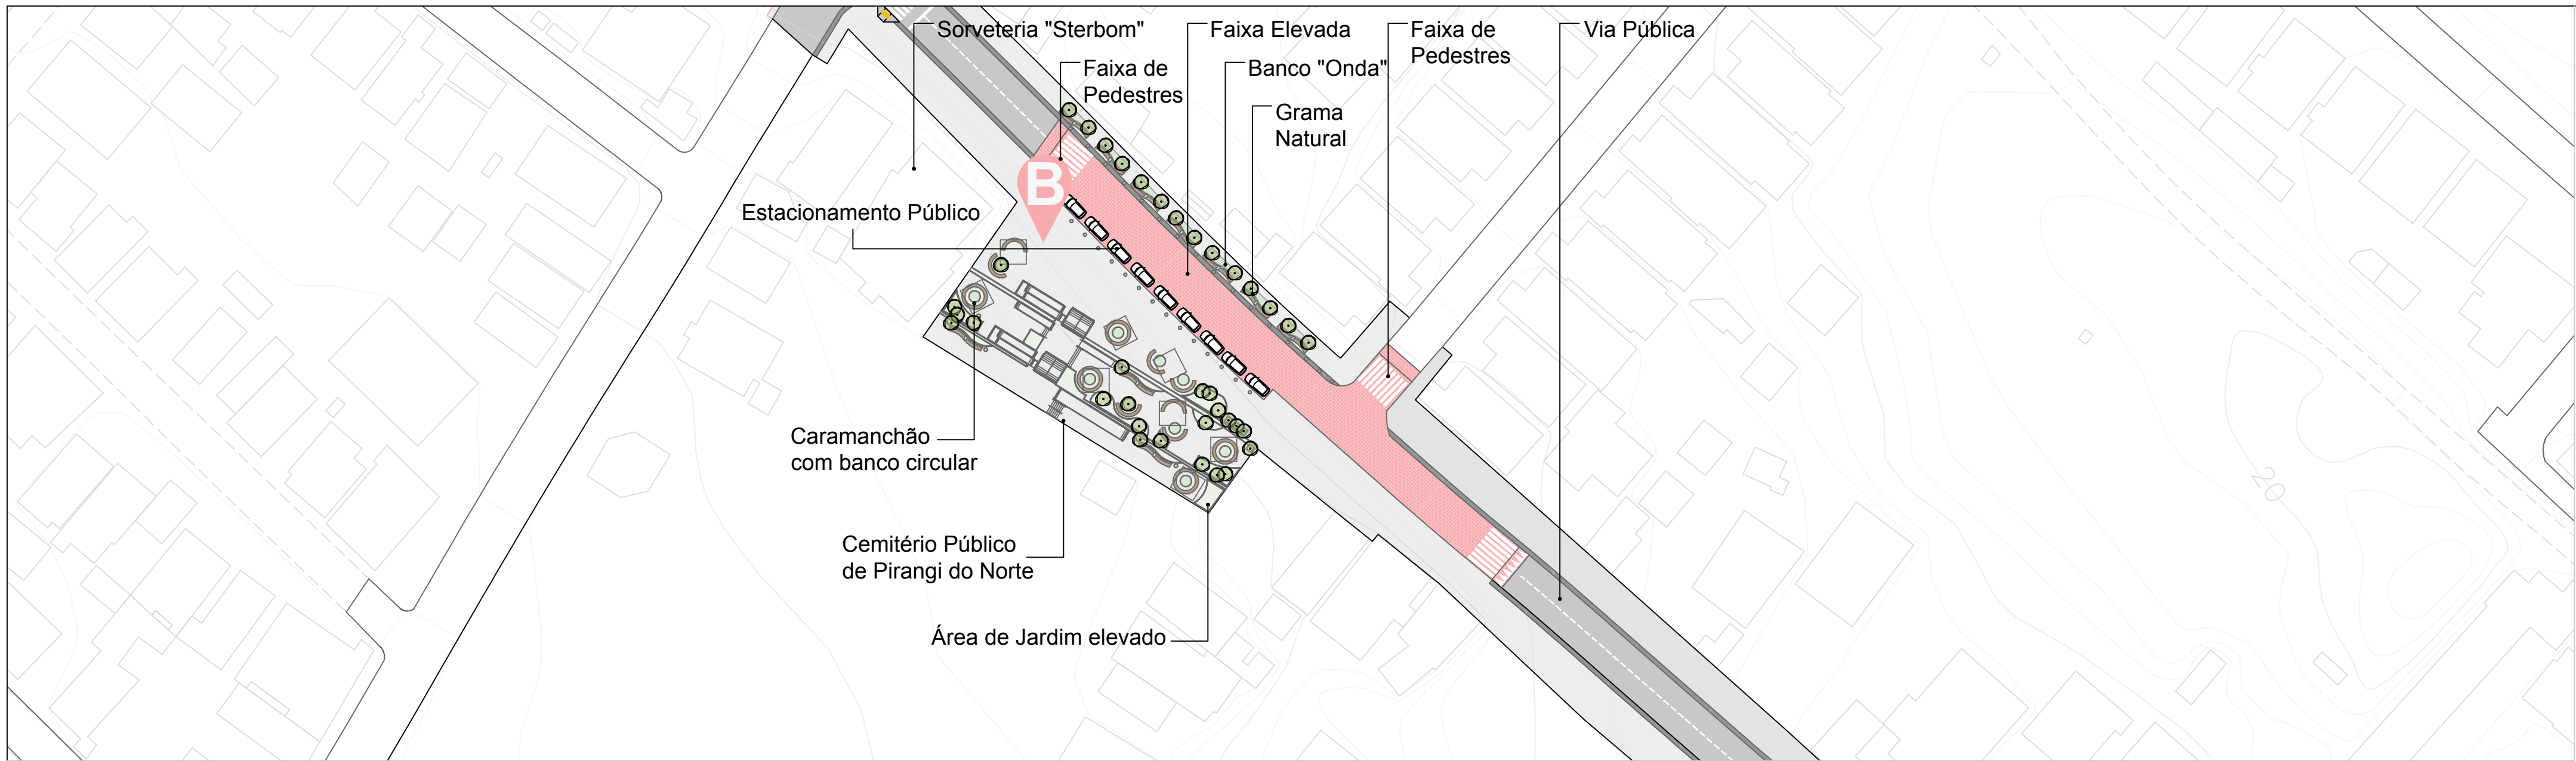 Sorveteria "Sterbom"
Faixa Elevada
Faixa de
Pedestres
Via Pública
Faixa de
Pedestres
Banco "Onda"
Grama
Natural
B
Estacionamento Público
Caramanchão
com banco circular
20
Cemitério Público
de Pirangi do Norte
Área de Jardim elevado